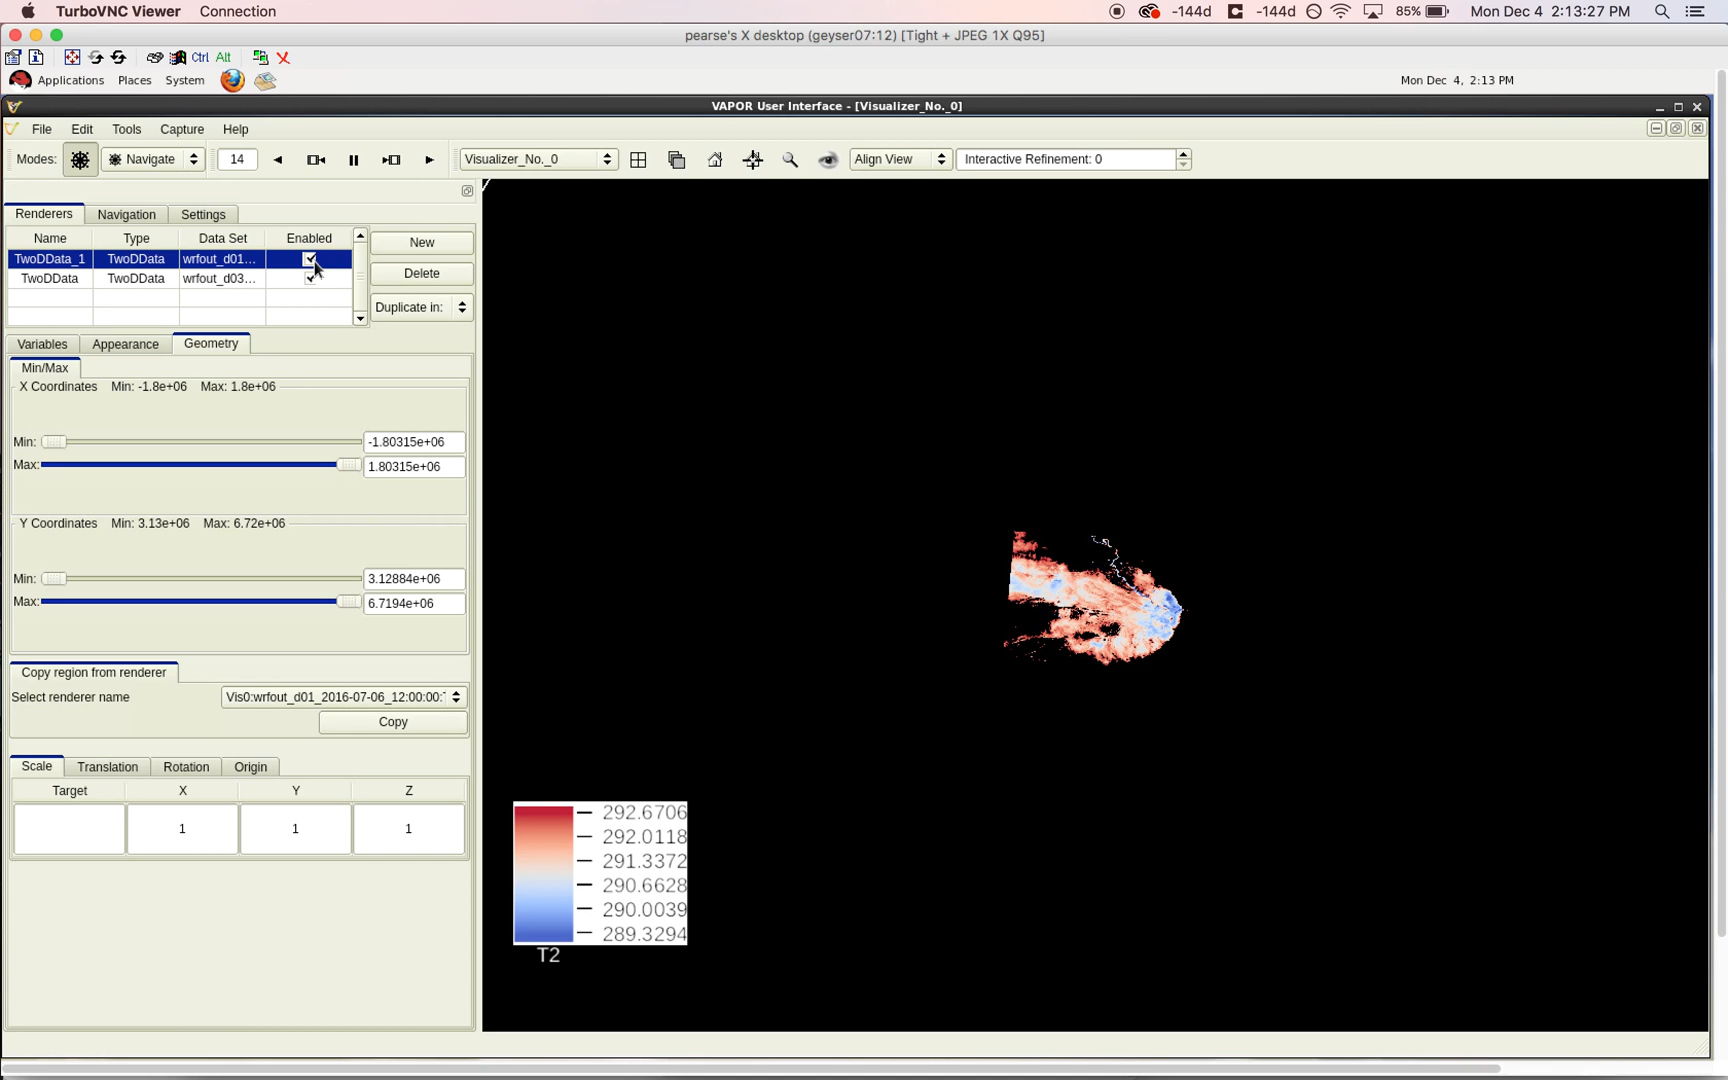 TurboVNC Viewer Connection -144d -144d 85% Mon Dec 4 2:13:27 PM
pearse's X desktop (geyser07:12) [Tight + JPEG 1X Q95]
Ctrl Alt
Applications Places System Mon Dec 4, 2:13 PM
VAPOR User Interface - [Visualizer_No._0]
File Edit Tools Capture Help
Modes: Navigate 14 Visualizer_No._0 Align View Interactive Refinement: 0
Renderers Navigation Settings
Name Type Data Set Enabled
New
TwoDData_1 TwoDData wrfout_d01...
Delete
TwoDData TwoDData wrfout_d03...
Duplicate in:
Variables Appearance Geometry
Min/Max
X Coordinates Min: -1.8e+06 Max: 1.8e+06
Min: -1.80315e+06
Max: 1.80315e+06
Y Coordinates Min: 3.13e+06 Max: 6.72e+06
Min: 3.12884e+06
Max: 6.7194e+06
Copy region from renderer
Select renderer name Vis0:wrfout_d01_2016-07-06_12:00:00:
Copy
Scale Translation Rotation Origin
Target X Y Z
1 1 1
292.6706
292.0118
291.3372
290.6628
290.0039
289.3294
T2